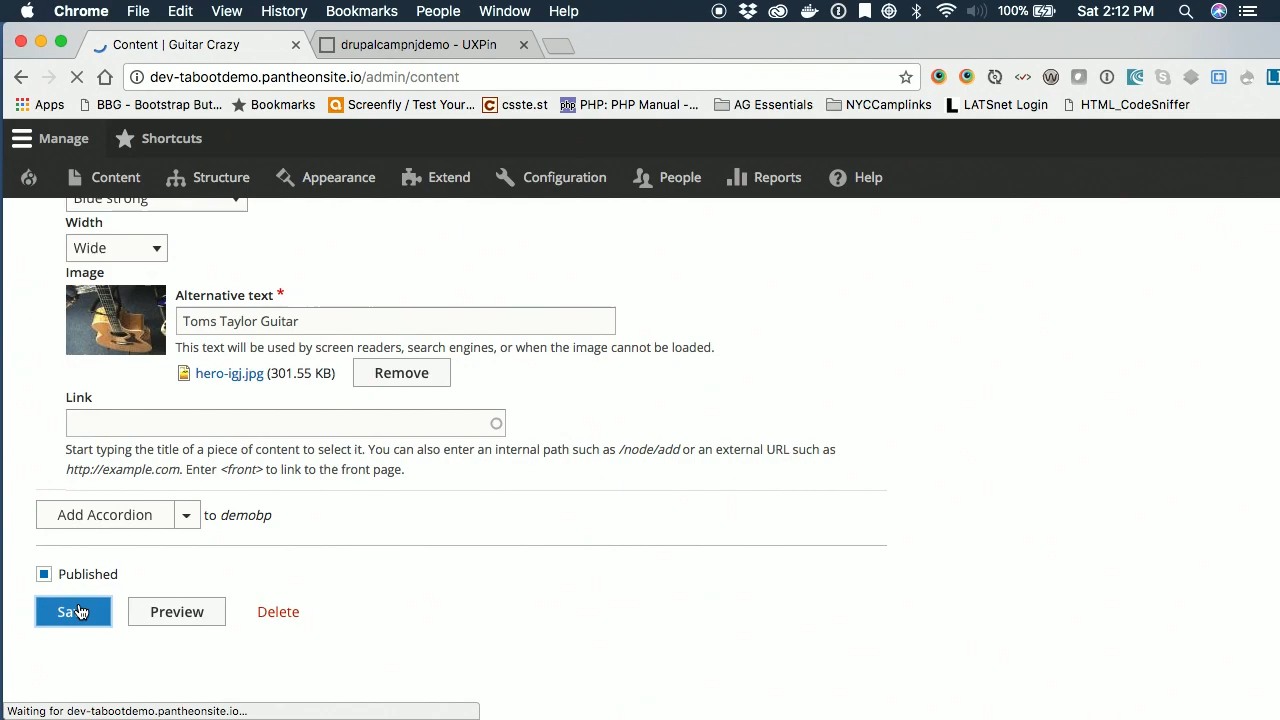 Chrome File Edit View History Bookmarks People Window Help 100% Sat 2:12 PM
Content | Guitar Crazy drupalcampnjdemo - UXPin
dev-tabootdemo.pantheonsite.io/admin/content
Apps BBG - Bootstrap But... Bookmarks Screenfly / Test Your... csste.st PHP: PHP Manual -... AG Essentials NYCCamplinks LATSnet Login HTML_CodeSniffer
Manage Shortcuts
Content Structure Appearance Extend Configuration People Reports Help
Blue strong
Width
Wide
Image
Alternative text *
Toms Taylor Guitar
This text will be used by screen readers, search engines, or when the image cannot be loaded.
hero-igj.jpg (301.55 KB) Remove
Link
Start typing the title of a piece of content to select it. You can also enter an internal path such as /node/add or an external URL such as
http://example.com. Enter <front> to link to the front page.
Add Accordion to demobp
Published
Save Preview Delete
Waiting for dev-tabootdemo.pantheonsite.io...